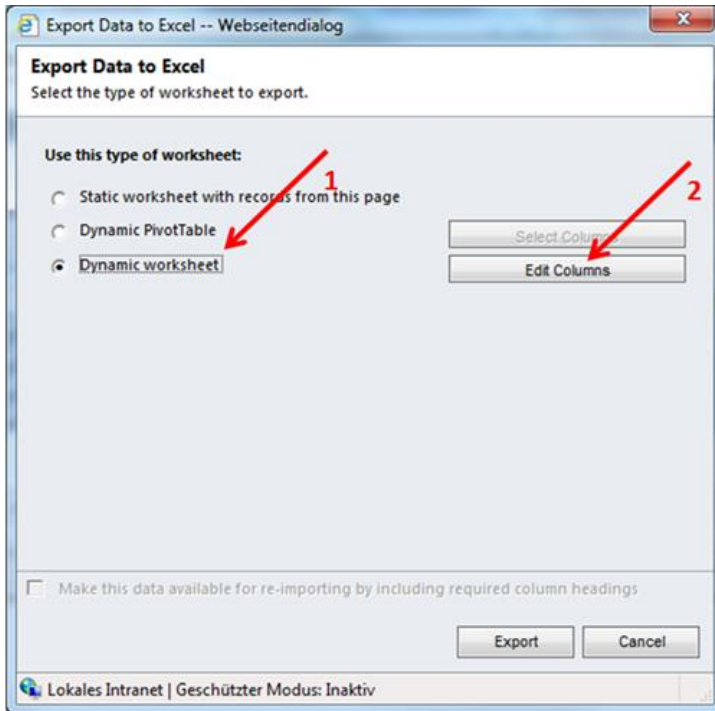 Export Data to Excel -- Webseitendialog
Export Data to Excel
Select the type of worksheet to export.
Use this type of worksheet:
1
Static worksheet with records from this page
2
Dynamic PivotTable
Select Columns
Dynamic worksheet
Edit Columns
Make this data available for re-importing by including required column headings
Export
Cancel
Lokales Intranet | Geschützter Modus: Inaktiv